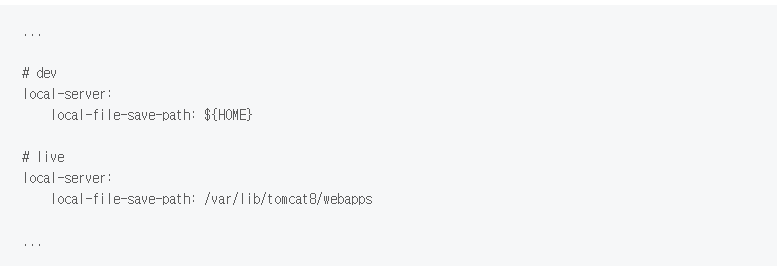 ...
# dev
local-server:
    local-file-save-path: ${HOME}
# live
local-server:
    local-file-save-path: /var/lib/tomcat8/webapps
...